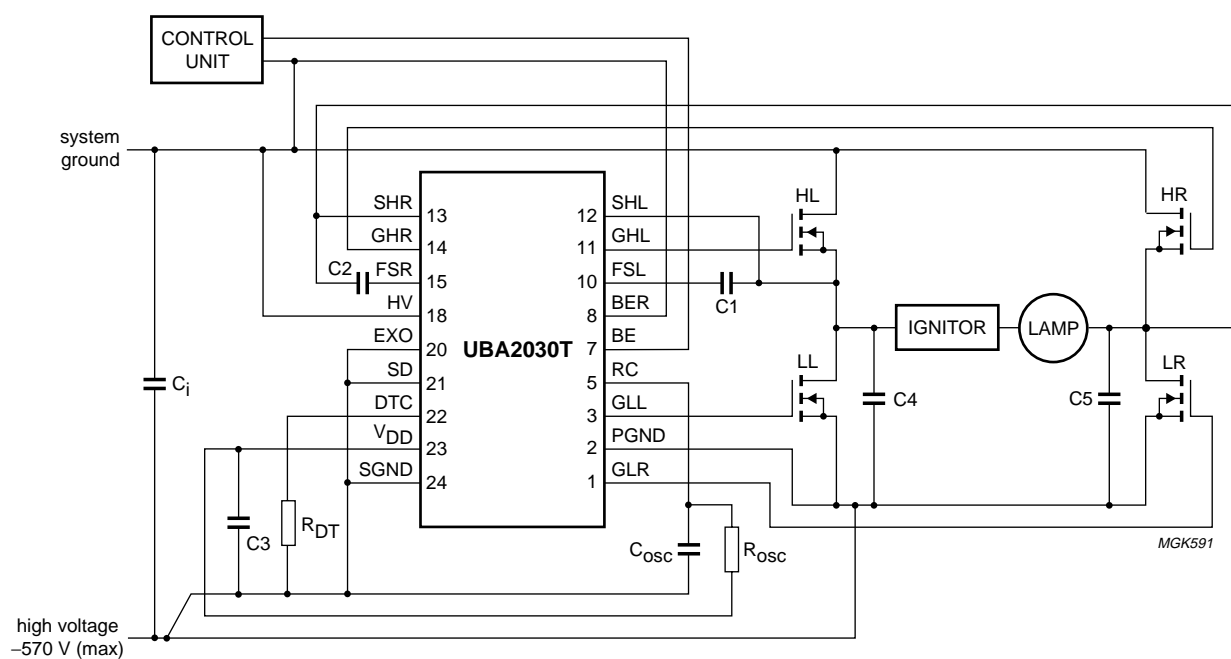 CONTROL
UNIT
system
ground
SHR
13
GHR
14
C2
FSR
15
HV
18
EXO
20
SD
21
DTC
22
VDD
23
SGND
24
UBA2030T
SHL
12
GHL
11
FSL
10
BER
8
BE
7
RC
5
GLL
3
PGND
2
GLR
1
C1
HL
HR
IGNITOR
LAMP
LL
LR
C4
C5
Ci
C3
RDT
Cosc
Rosc
MGK591
high voltage
−570 V (max)